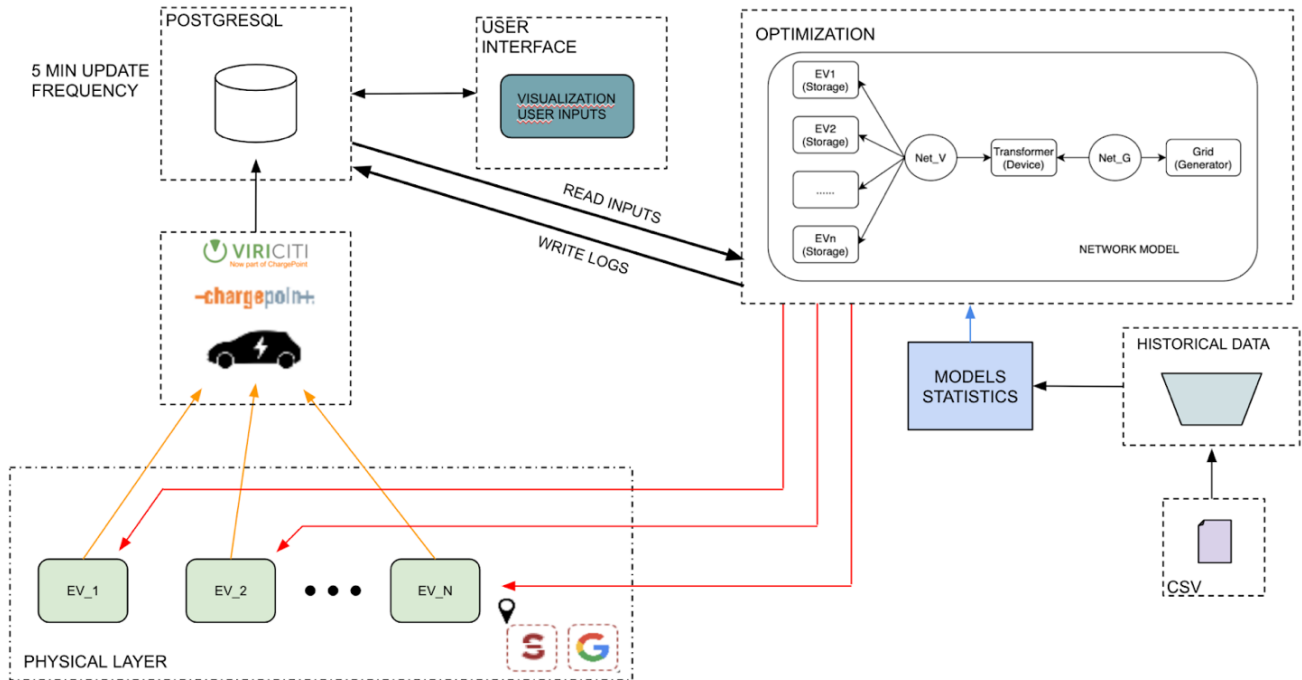 POSTGRESQL
5 MIN UPDATE
FREQUENCY
USER
INTERFACE
VISUALIZATION
USER INPUTS
OPTIMIZATION
EV1
(Storage)
EV2
(Storage)
......
EVn
(Storage)
Net_V
Transformer
(Device)
Net_G
Grid
(Generator)
NETWORK MODEL
READ INPUTS
WRITE LOGS
VIRICITI
Now part of ChargePoint
-chargepoin+.
MODELS
STATISTICS
HISTORICAL DATA
CSV
EV_1
EV_2
EV_N
S
G
PHYSICAL LAYER